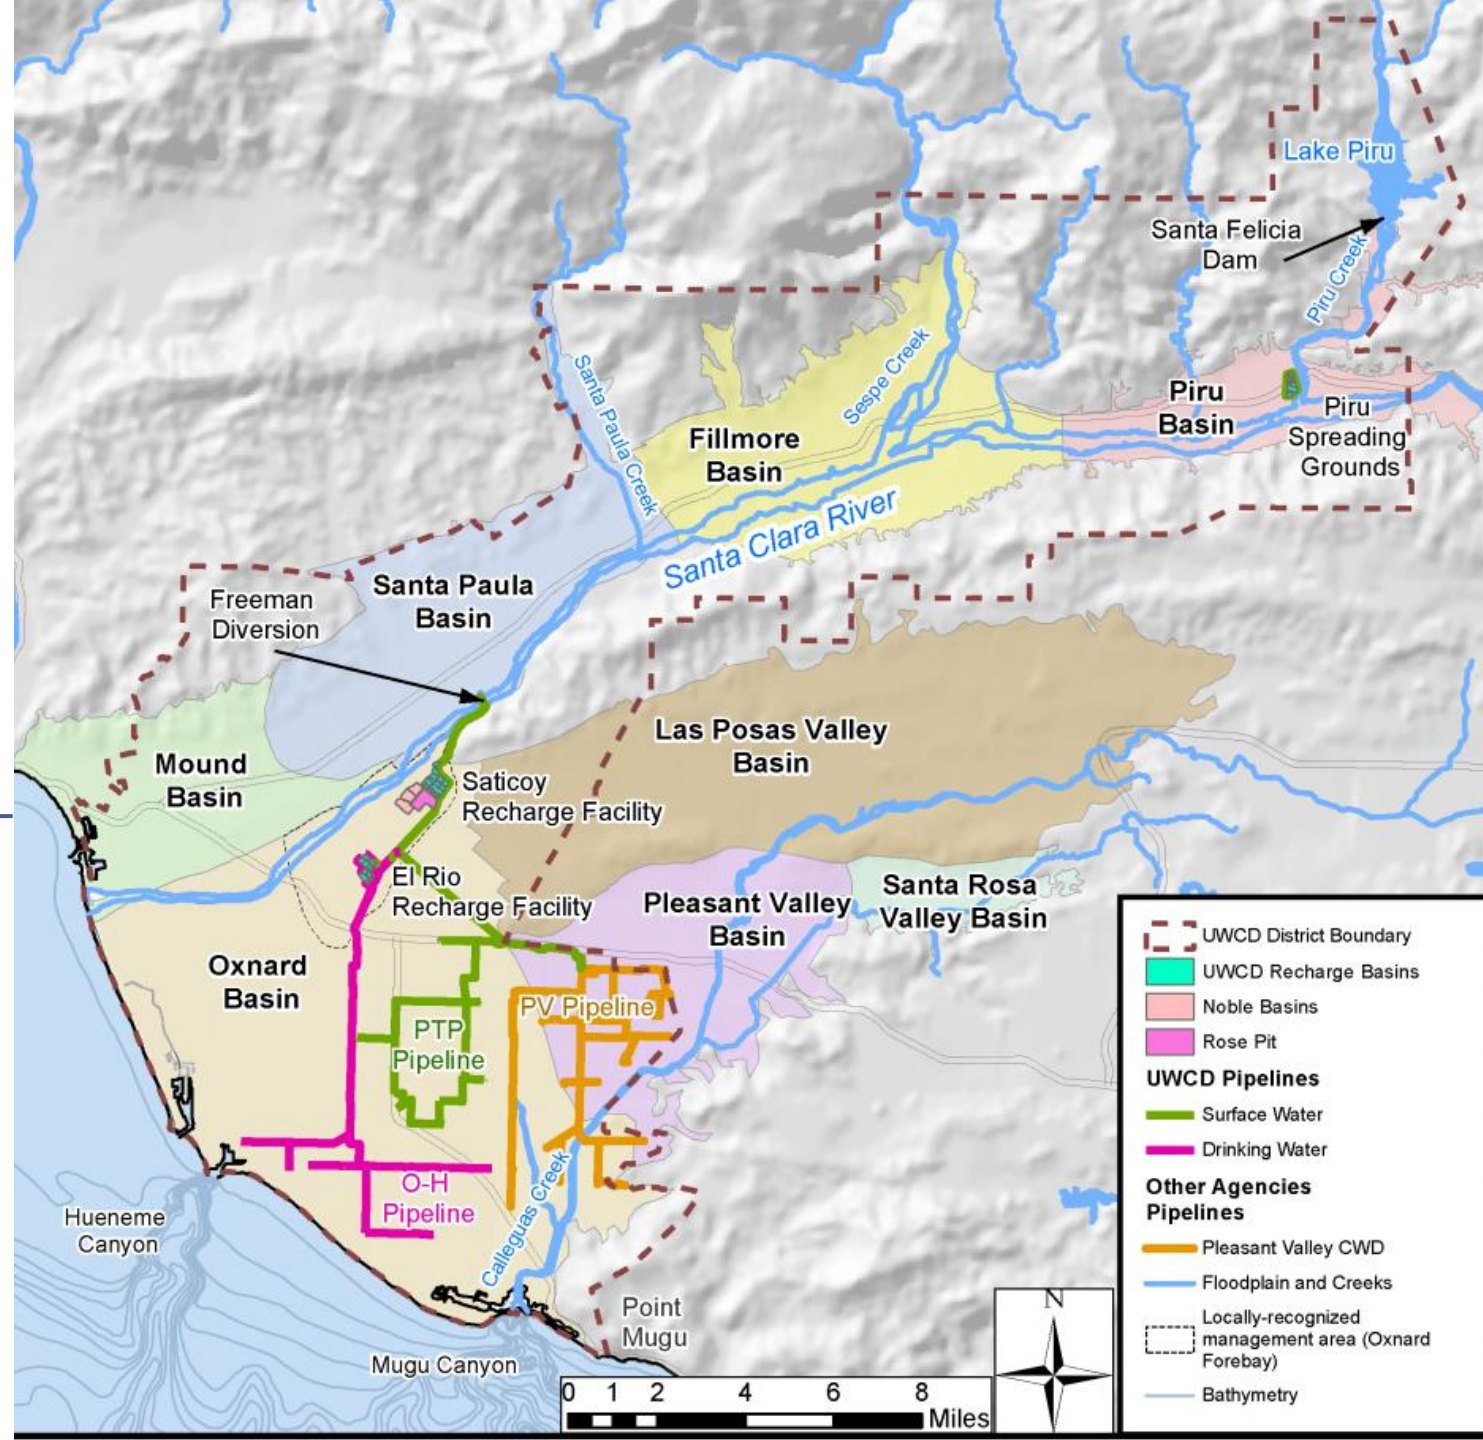 Lake Piru
Santa Felicia
Dam
Piru Creek
Santa Paula Creek
Sespe Creek
Piru
Basin
Piru
Spreading
Grounds
Fillmore
Basin
Santa Clara River
Santa Paula
Basin
Freeman
Diversion
Las Posas Valley
Basin
Mound
Basin
Saticoy
Recharge Facility
El Rio
Recharge Facility
Pleasant Valley
Basin
Santa Rosa
Valley Basin
Oxnard
Basin
PV Pipeline
PTP
Pipeline
O-H
Pipeline
Calleguas Creek
Hueneme
Canyon
Mugu Canyon
Point
Mugu
0 1 2 4 6 8
Miles
N
UWCD District Boundary
UWCD Recharge Basins
Noble Basins
Rose Pit
UWCD Pipelines
Surface Water
Drinking Water
Other Agencies
Pipelines
Pleasant Valley CWD
Floodplain and Creeks
Locally-recognized
management area (Oxnard
Forebay)
Bathymetry